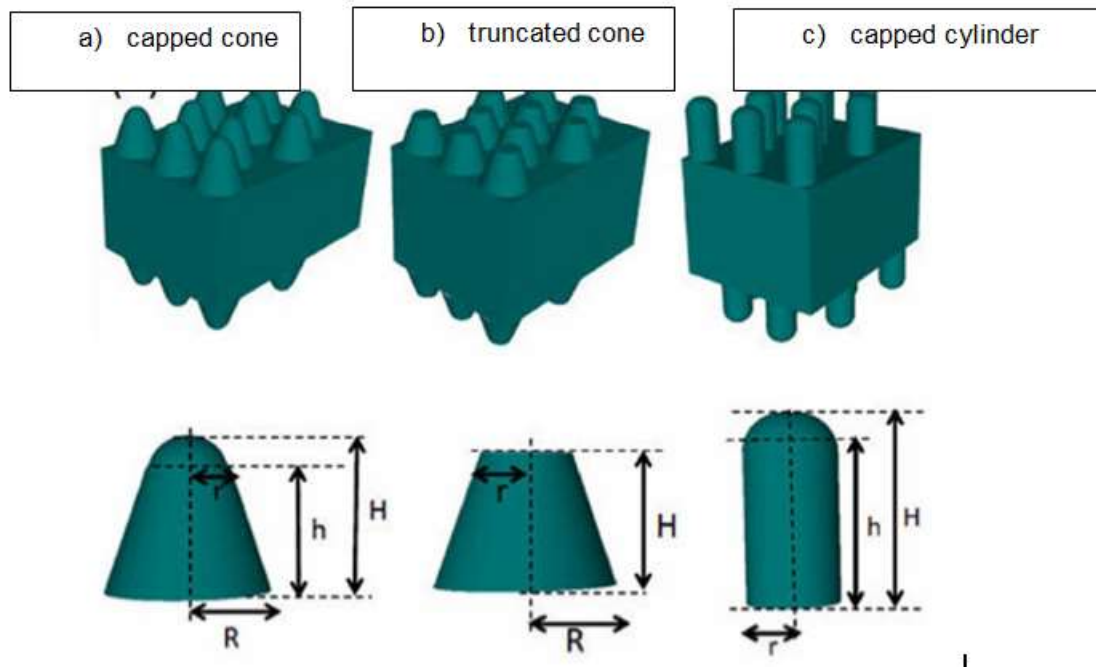 a) capped cone
b) truncated cone
c) capped cylinder
r
h
H
R
r
H
R
h
H
r